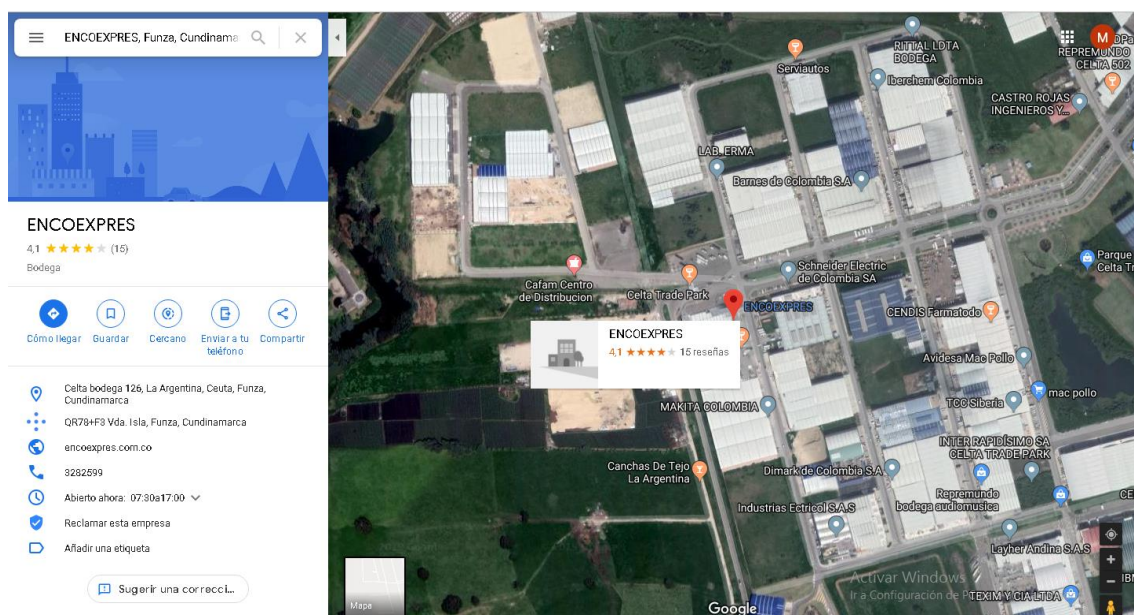 ENCOEXPRES, Funza, Cundinama
ENCOEXPRES
4,1 (15)
Bodega
Cómo llegar
Guardar
Cercano
Enviar a tu
teléfono
Compartir
Celta bodega 126, La Argentina, Ceuta, Funza,
Cundinamarca
QR78+F3 Vda. Isla, Funza, Cundinamarca
encoexpres.com.co
3282599
Abierto ahora: 07:30a17:00
Reclamar esta empresa
Añadir una etiqueta
Sugerir una correcci...
RITTAL LDTA
BODEGA
M
REPREMUNDO
CELTA 502
Serviautos
Iberchem Colombia
CASTRO ROJAS
INGENIEROS Y...
LAB. ERMA
Barnes de Colombia S.A
Parque
Celta Tr
Schneider Electric
de Colombia SA
Cafam Centro
de Distribucion
Celta Trade Park
ENCOEXPRES
CENDIS Farmatodo
ENCOEXPRES
4,1 15 reseñas
Avidesa Mac Pollo
mac pollo
TCC Siberia
MAKITA COLOMBIA
INTER RAPIDÍSIMO SA
CELTA TRADE PARK
Canchas De Tejo
La Argentina
Dimark de Colombia S.A.
Repremundo
bodega audiomusica
CE
Industrias Ectricol S.A.S
Layher Andina S.A.S
Activar Windows
Ir a Configuración de P
TEXIM Y CIA LTDA
IBM
Mapa
Google